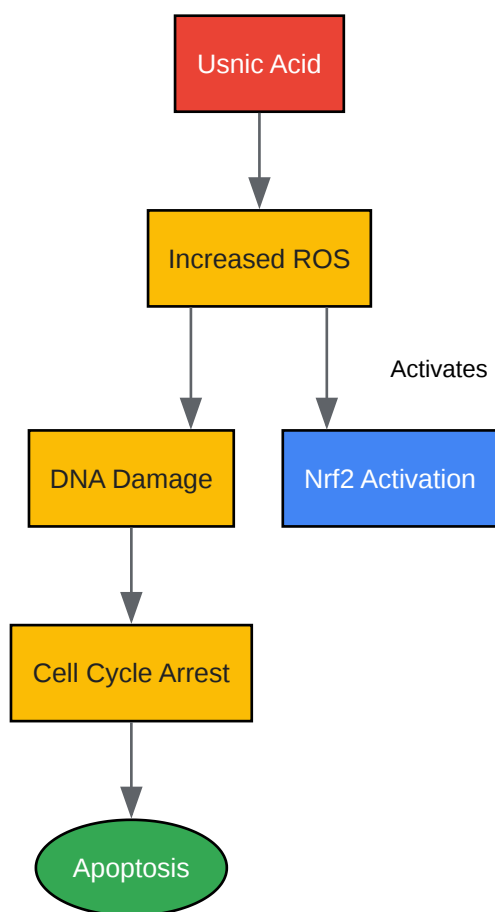 Usnic Acid
Increased ROS
Activates
DNA Damage
Nrf2 Activation
Cell Cycle Arrest
Apoptosis